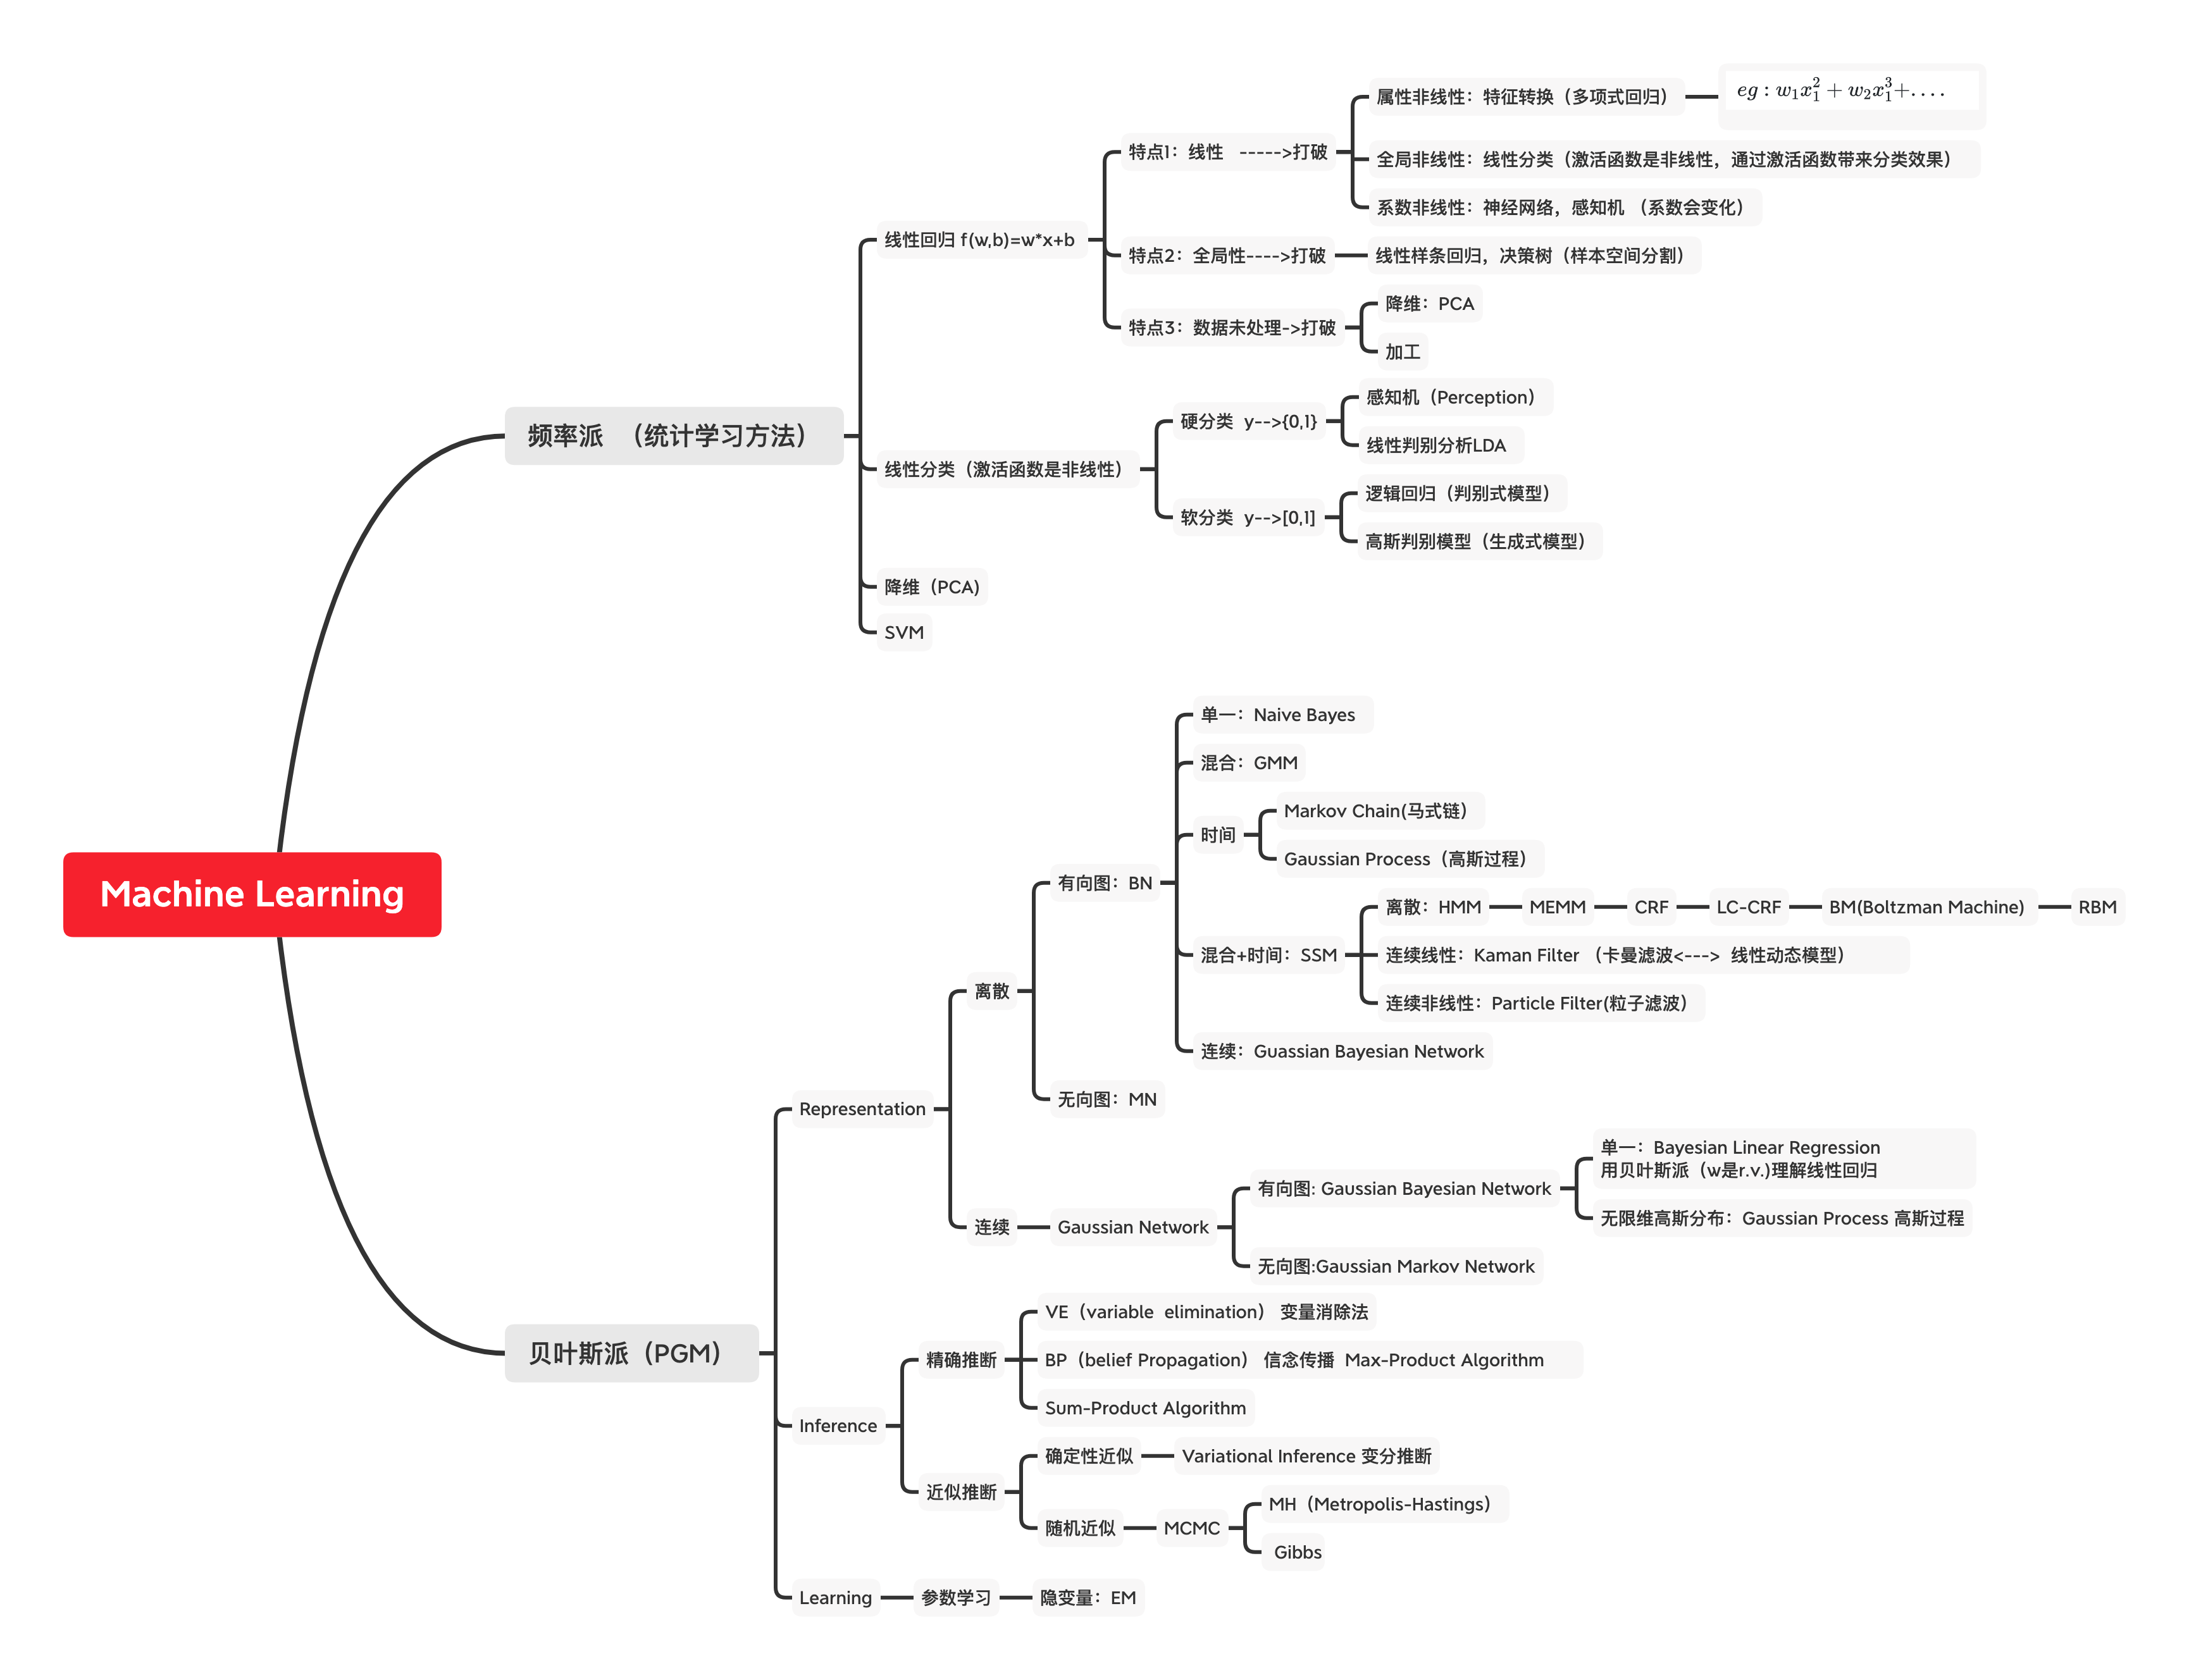 Machine Learning
频率派 （统计学习方法）
线性回归 f(w,b)=w*x+b
特点1：线性 ----->打破
属性非线性：特征转换（多项式回归）
eg : w₁x₁² + w₂x₁³+....
全局非线性：线性分类（激活函数是非线性，通过激活函数带来分类效果）
系数非线性：神经网络，感知机 （系数会变化）
特点2：全局性---->打破
线性样条回归，决策树（样本空间分割）
特点3：数据未处理->打破
降维：PCA
加工
线性分类（激活函数是非线性）
硬分类 y-->{0,1}
感知机（Perception）
线性判别分析LDA
软分类 y-->[0,1]
逻辑回归（判别式模型）
高斯判别模型（生成式模型）
降维（PCA)
SVM
贝叶斯派（PGM）
Representation
离散
有向图：BN
单一：Naive Bayes
混合：GMM
时间
Markov Chain(马式链）
Gaussian Process（高斯过程）
混合+时间：SSM
离散：HMM
MEMM
CRF
LC-CRF
BM(Boltzman Machine)
RBM
连续线性：Kaman Filter （卡曼滤波<---> 线性动态模型）
连续非线性：Particle Filter(粒子滤波）
连续：Guassian Bayesian Network
无向图：MN
连续
Gaussian Network
有向图: Gaussian Bayesian Network
单一：Bayesian Linear Regression
用贝叶斯派（w是r.v.)理解线性回归
无限维高斯分布：Gaussian Process 高斯过程
无向图:Gaussian Markov Network
Inference
精确推断
VE（variable elimination） 变量消除法
BP（belief Propagation） 信念传播 Max-Product Algorithm
Sum-Product Algorithm
近似推断
确定性近似
Variational Inference 变分推断
随机近似
MCMC
MH（Metropolis-Hastings）
Gibbs
Learning
参数学习
隐变量：EM